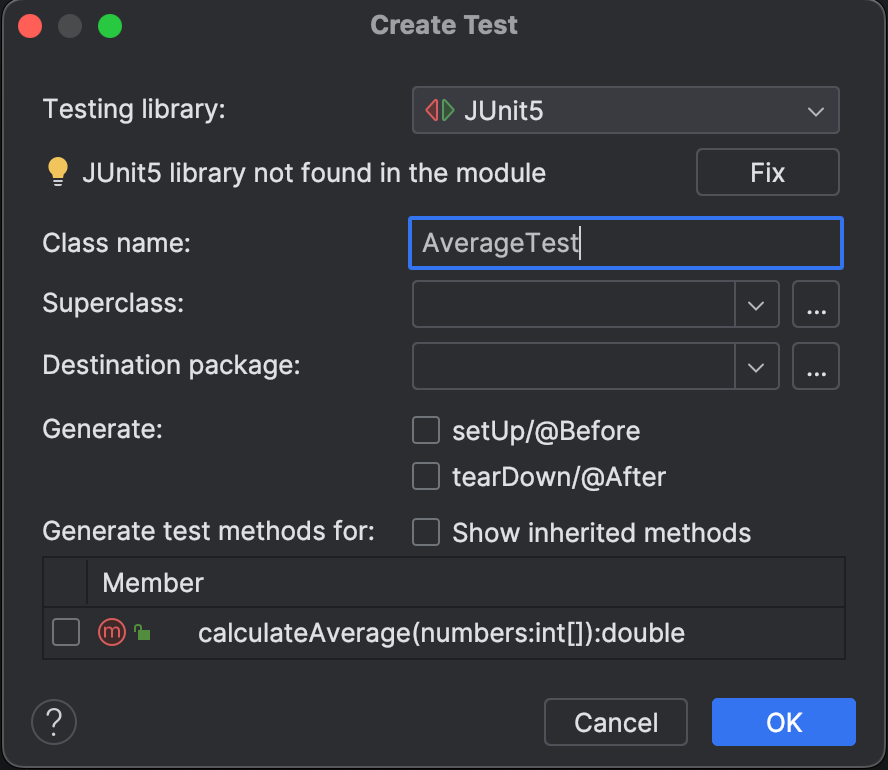 Create Test
Testing library: JUnit5
JUnit5 library not found in the module Fix
Class name: AverageTest
Superclass: ...
Destination package: ...
Generate: setUp/@Before
tearDown/@After
Generate test methods for: Show inherited methods
Member
m calculateAverage(numbers:int[]):double
? Cancel OK